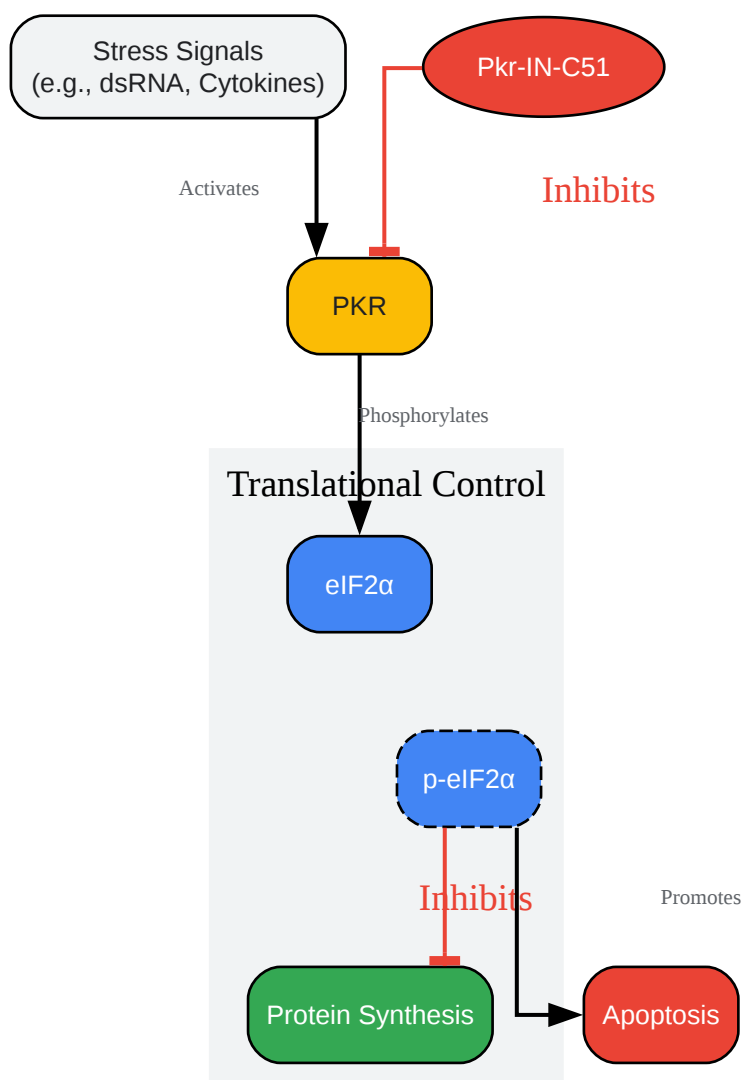 Stress Signals
(e.g., dsRNA, Cytokines)
Pkr-IN-C51
Activates
Inhibits
PKR
Phosphorylates
Translational Control
eIF2α
p-eIF2α
Inhibits
Promotes
Protein Synthesis
Apoptosis